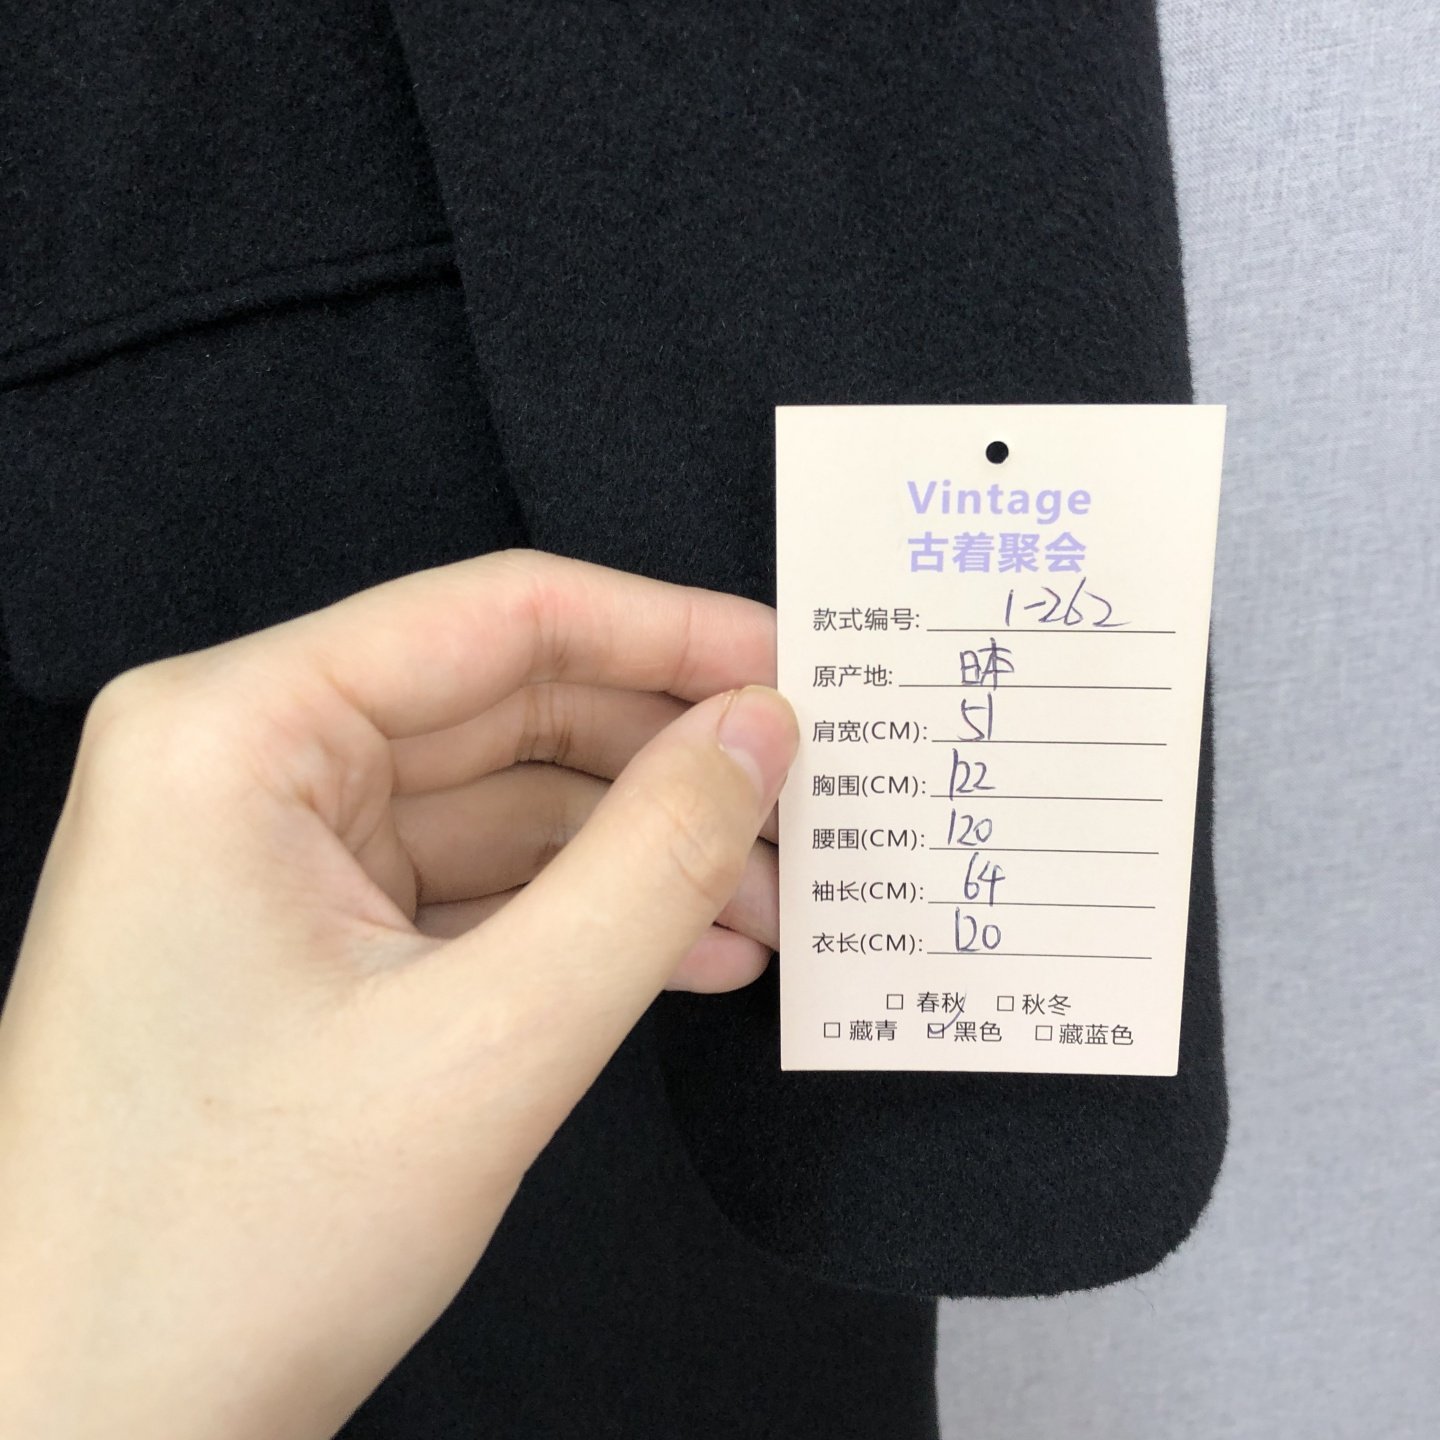 Vintage
古着聚会
款式编号: 1-262
原产地: 日本
肩宽(CM): 51
胸围(CM): 122
腰围(CM): 120
袖长(CM): 64
衣长(CM): 120
□ 春秋 □ 秋冬
□ 藏青 ☑ 黑色 □ 藏蓝色